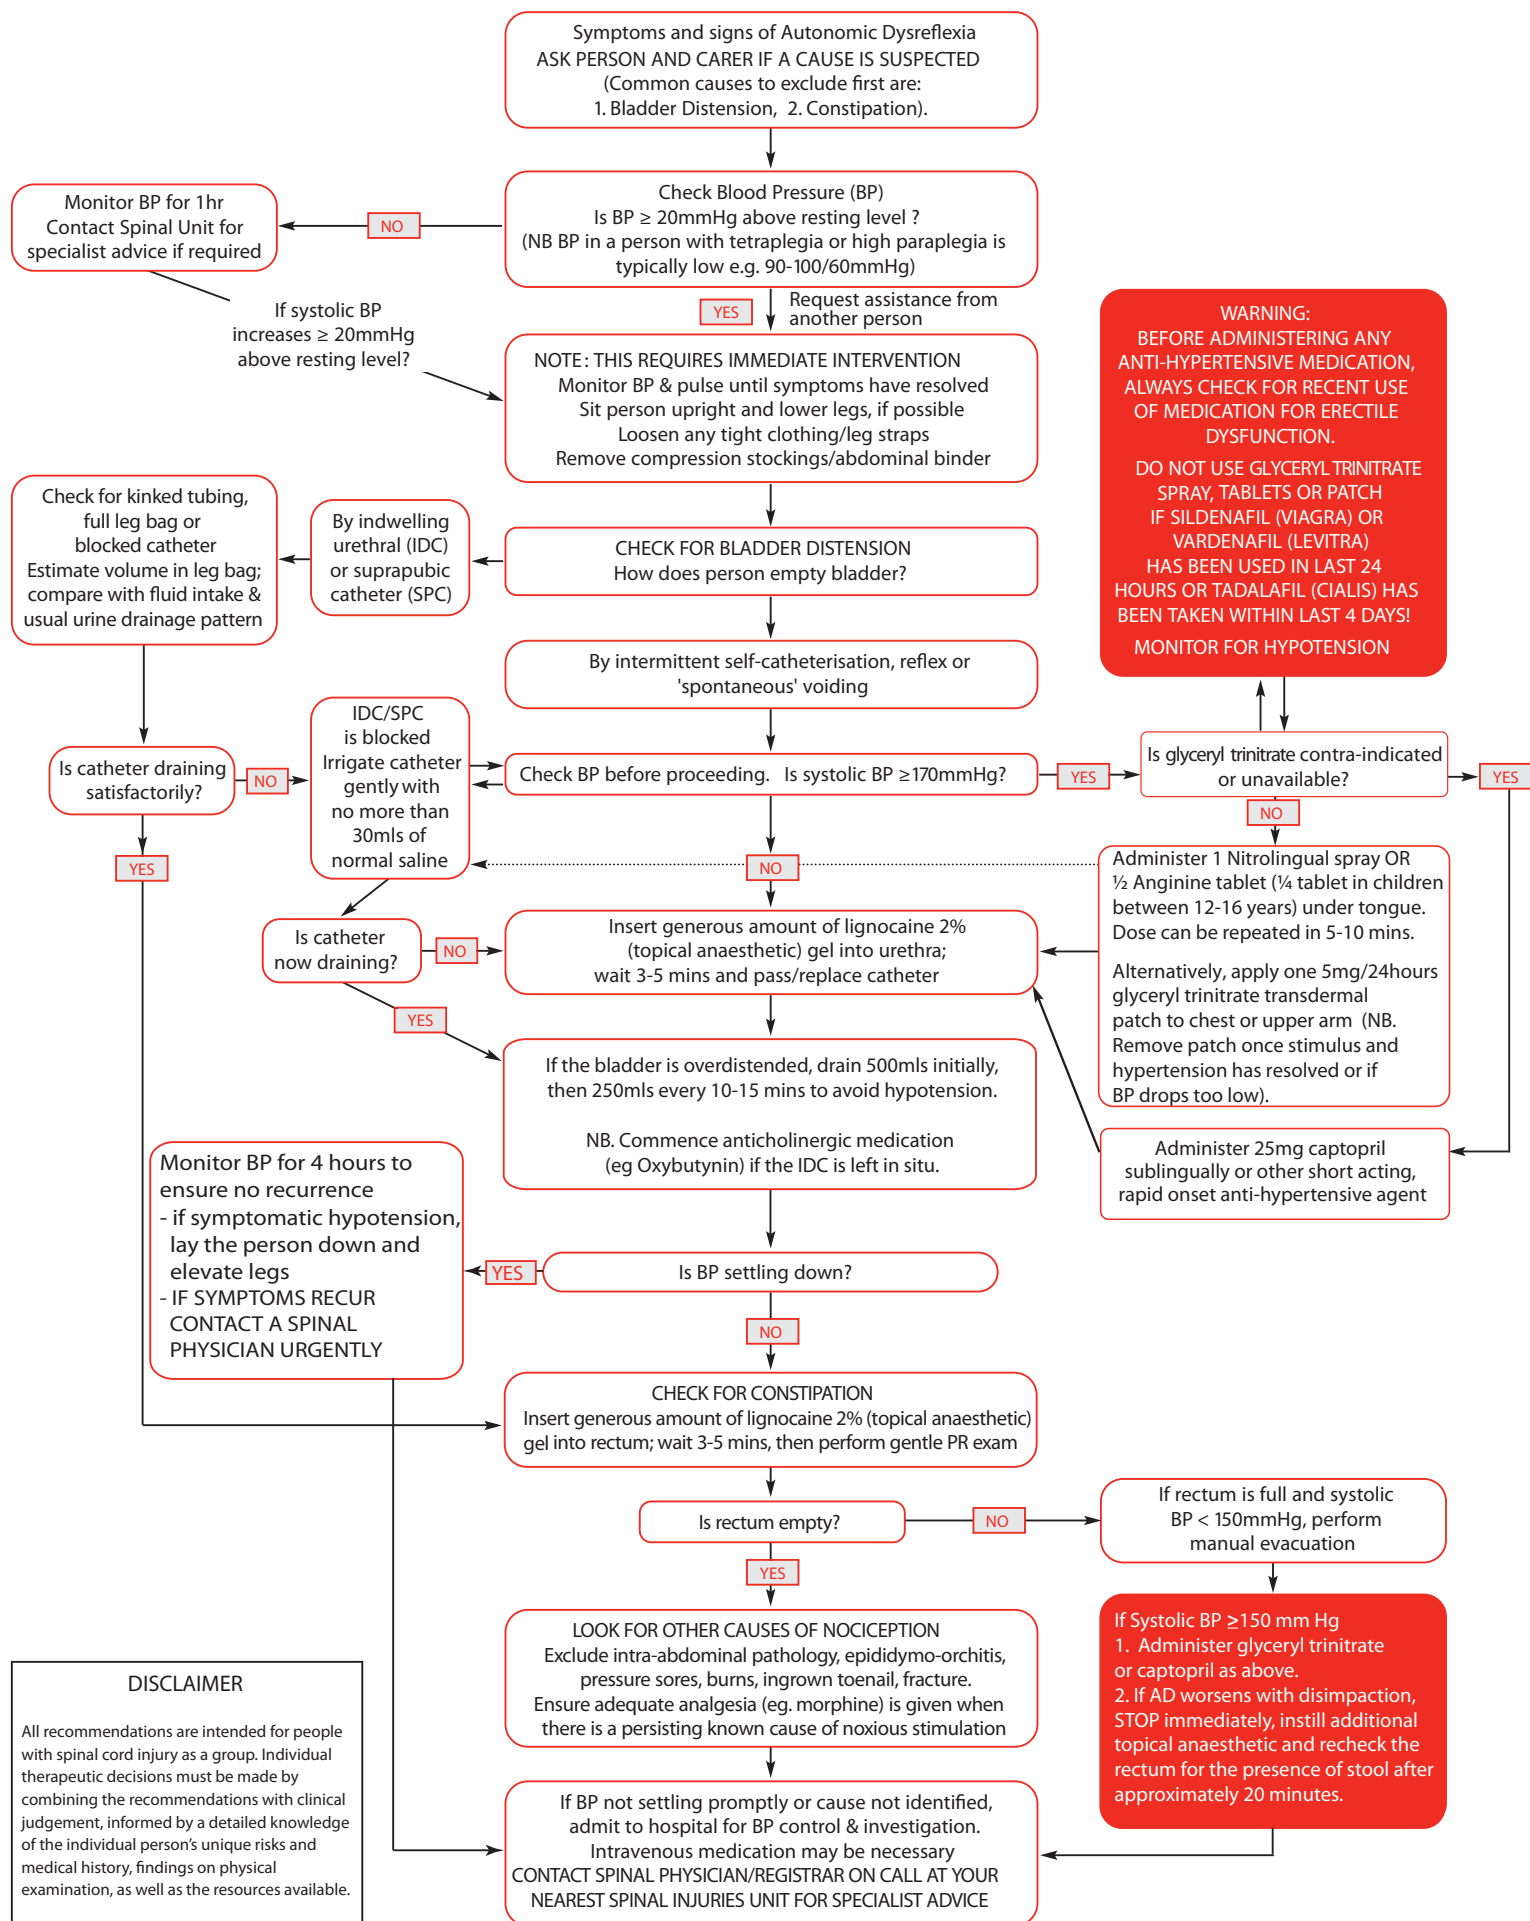 Symptoms and signs of Autonomic Dysreflexia
ASK PERSON AND CARER IF A CAUSE IS SUSPECTED
(Common causes to exclude first are:
1. Bladder Distension, 2. Constipation).
Check Blood Pressure (BP)
Is BP ≥ 20mmHg above resting level ?
(NB BP in a person with tetraplegia or high paraplegia is
typically low e.g. 90-100/60mmHg)
NO
Monitor BP for 1hr
Contact Spinal Unit for
specialist advice if required
If systolic BP
increases ≥ 20mmHg
above resting level?
YES
Request assistance from
another person
NOTE: THIS REQUIRES IMMEDIATE INTERVENTION
Monitor BP & pulse until symptoms have resolved
Sit person upright and lower legs, if possible
Loosen any tight clothing/leg straps
Remove compression stockings/abdominal binder
WARNING:
BEFORE ADMINISTERING ANY
ANTI-HYPERTENSIVE MEDICATION,
ALWAYS CHECK FOR RECENT USE
OF MEDICATION FOR ERECTILE
DYSFUNCTION.
DO NOT USE GLYCERYL TRINITRATE
SPRAY, TABLETS OR PATCH
IF SILDENAFIL (VIAGRA) OR
VARDENAFIL (LEVITRA)
HAS BEEN USED IN LAST 24
HOURS OR TADALAFIL (CIALIS) HAS
BEEN TAKEN WITHIN LAST 4 DAYS!
MONITOR FOR HYPOTENSION
CHECK FOR BLADDER DISTENSION
How does person empty bladder?
By indwelling
urethral (IDC)
or suprapubic
catheter (SPC)
Check for kinked tubing,
full leg bag or
blocked catheter
Estimate volume in leg bag;
compare with fluid intake &
usual urine drainage pattern
By intermittent self-catheterisation, reflex or
'spontaneous' voiding
Is catheter draining
satisfactorily?
NO
IDC/SPC
is blocked
Irrigate catheter
gently with
no more than
30mls of
normal saline
Check BP before proceeding. Is systolic BP ≥170mmHg?
YES
Is glyceryl trinitrate contra-indicated
or unavailable?
YES
NO
YES
NO
Administer 1 Nitrolingual spray OR
½ Anginine tablet (¼ tablet in children
between 12-16 years) under tongue.
Dose can be repeated in 5-10 mins.
Alternatively, apply one 5mg/24hours
glyceryl trinitrate transdermal
patch to chest or upper arm (NB.
Remove patch once stimulus and
hypertension has resolved or if
BP drops too low).
Is catheter
now draining?
NO
Insert generous amount of lignocaine 2%
(topical anaesthetic) gel into urethra;
wait 3-5 mins and pass/replace catheter
YES
If the bladder is overdistended, drain 500mls initially,
then 250mls every 10-15 mins to avoid hypotension.
NB. Commence anticholinergic medication
(eg Oxybutynin) if the IDC is left in situ.
Administer 25mg captopril
sublingually or other short acting,
rapid onset anti-hypertensive agent
Monitor BP for 4 hours to
ensure no recurrence
- if symptomatic hypotension,
lay the person down and
elevate legs
- IF SYMPTOMS RECUR
CONTACT A SPINAL
PHYSICIAN URGENTLY
YES
Is BP settling down?
NO
CHECK FOR CONSTIPATION
Insert generous amount of lignocaine 2% (topical anaesthetic)
gel into rectum; wait 3-5 mins, then perform gentle PR exam
Is rectum empty?
NO
If rectum is full and systolic
BP < 150mmHg, perform
manual evacuation
YES
LOOK FOR OTHER CAUSES OF NOCICEPTION
Exclude intra-abdominal pathology, epididymo-orchitis,
pressure sores, burns, ingrown toenail, fracture.
Ensure adequate analgesia (eg. morphine) is given when
there is a persisting known cause of noxious stimulation
If Systolic BP ≥150 mm Hg
1. Administer glyceryl trinitrate
or captopril as above.
2. If AD worsens with disimpaction,
STOP immediately, instill additional
topical anaesthetic and recheck the
rectum for the presence of stool after
approximately 20 minutes.
DISCLAIMER
All recommendations are intended for people
with spinal cord injury as a group. Individual
therapeutic decisions must be made by
combining the recommendations with clinical
judgement, informed by a detailed knowledge
of the individual person's unique risks and
medical history, findings on physical
examination, as well as the resources available.
If BP not settling promptly or cause not identified,
admit to hospital for BP control & investigation.
Intravenous medication may be necessary
CONTACT SPINAL PHYSICIAN/REGISTRAR ON CALL AT YOUR
NEAREST SPINAL INJURIES UNIT FOR SPECIALIST ADVICE